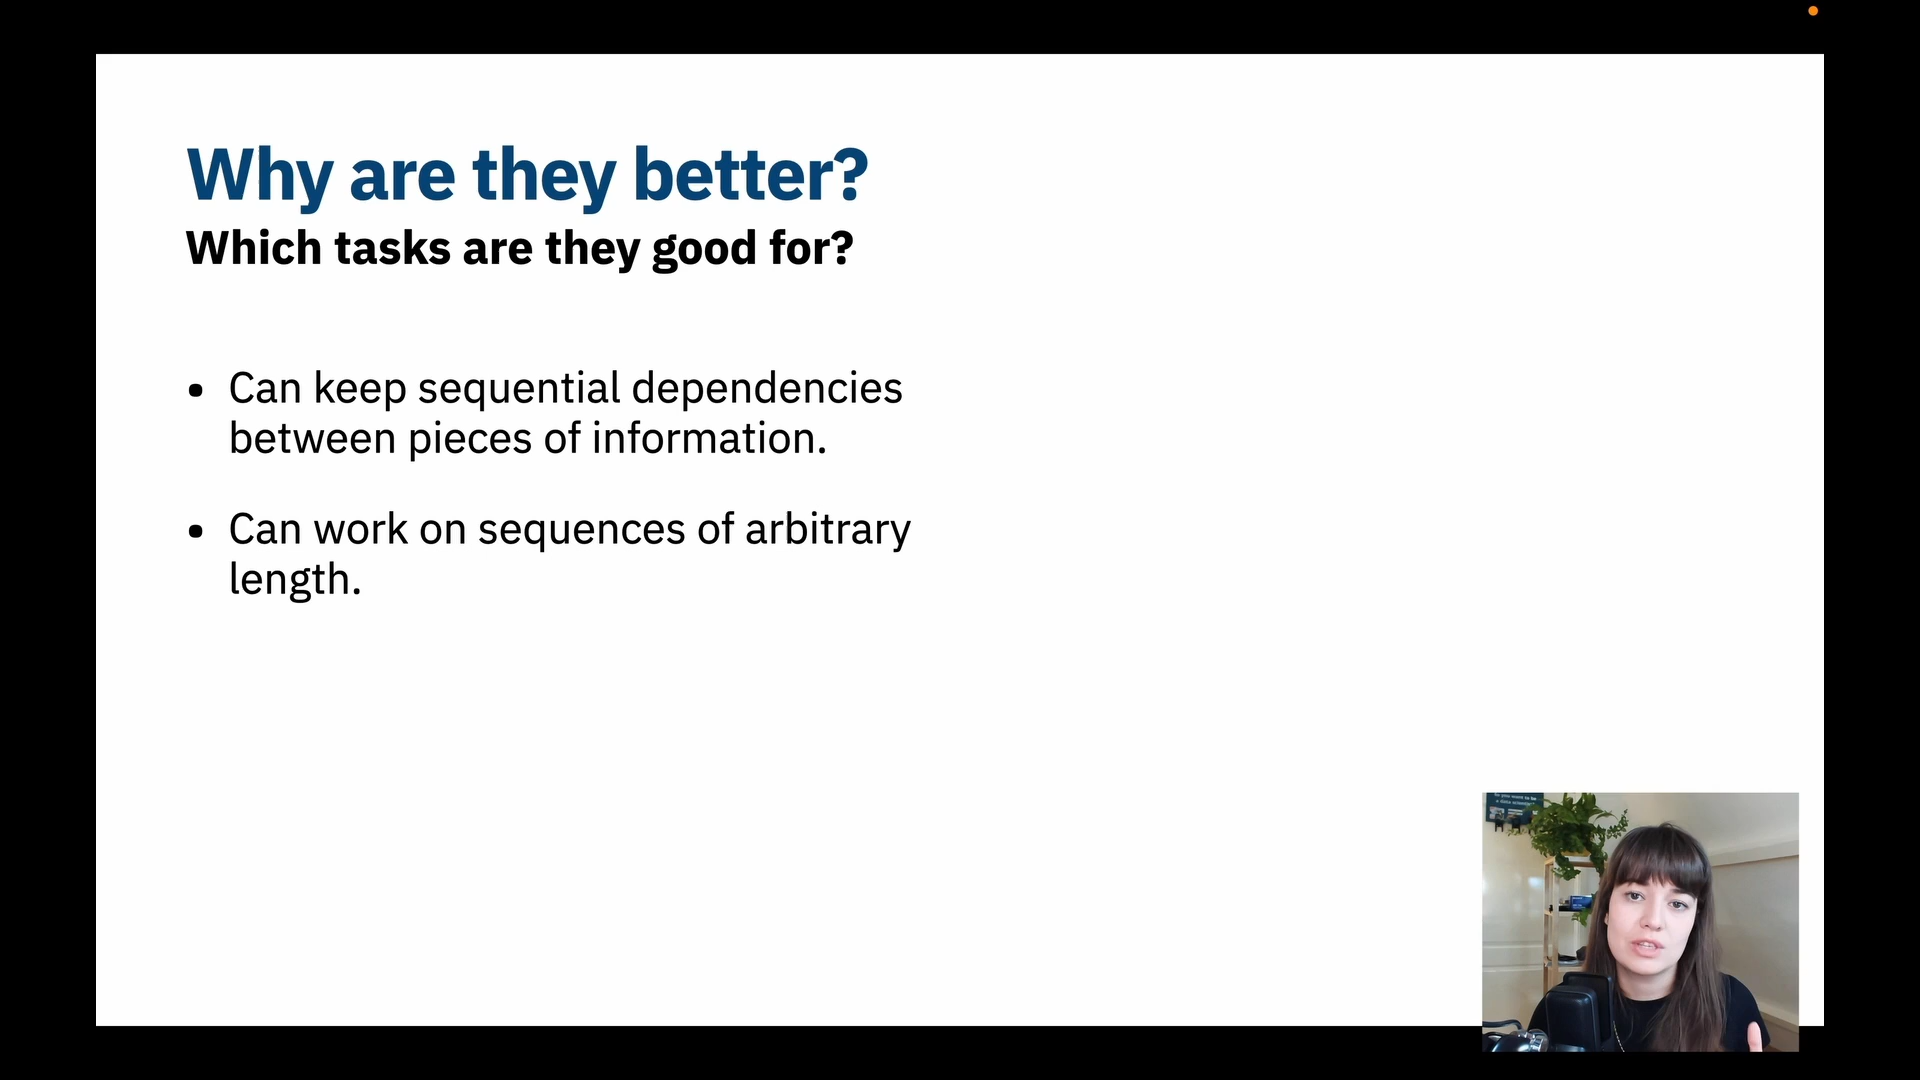 Why are they better?
Which tasks are they good for?
• Can keep sequential dependencies
between pieces of information.
• Can work on sequences of arbitrary
length.